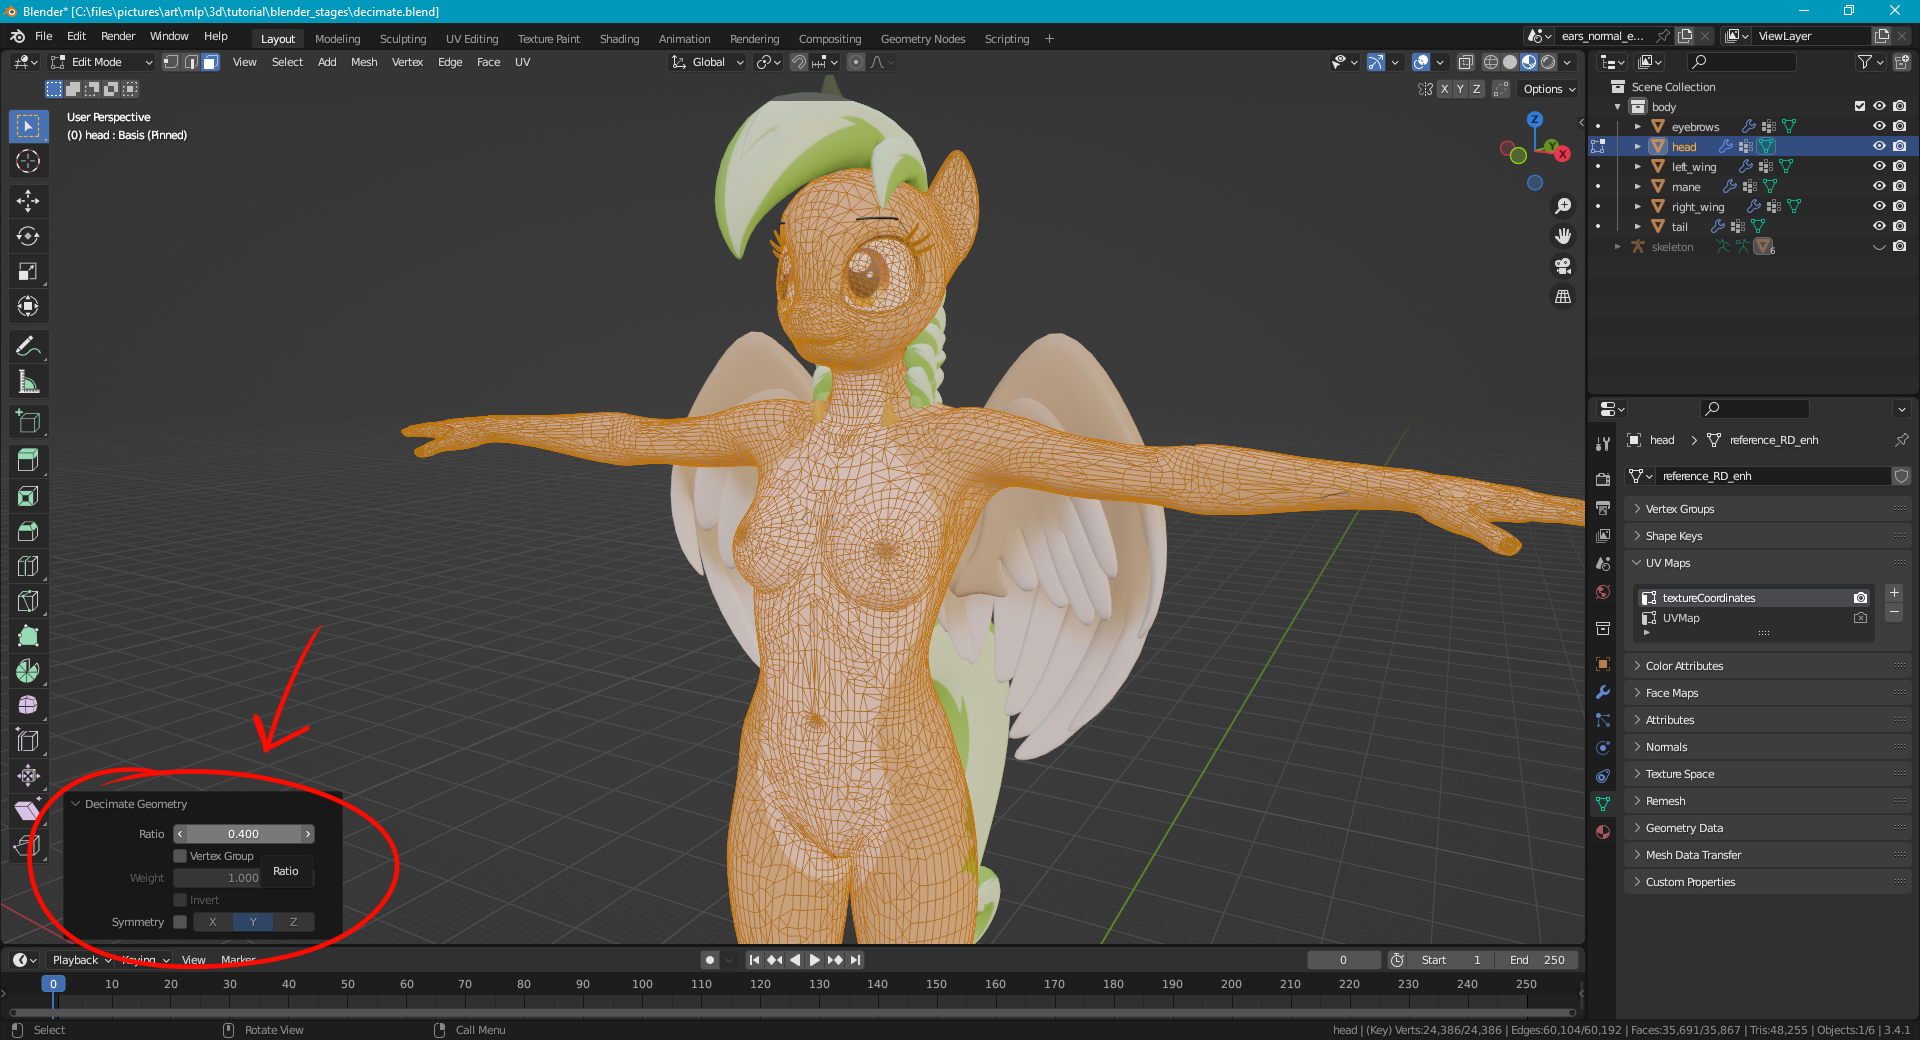 Blender* [C:\files\pictures\art\mlp\3d\tutorial\blender_stages\decimate.blend]
File Edit Render Window Help Layout Modeling Sculpting UV Editing Texture Paint Shading Animation Rendering Compositing Geometry Nodes Scripting + ears_normal_e... ViewLayer
Edit Mode View Select Add Mesh Vertex Edge Face UV Global
X Y Z Options
User Perspective
(0) head : Basis (Pinned)
Z
Y
X
Scene Collection
body
eyebrows
head
left_wing
mane
right_wing
tail
skeleton 6
head > reference_RD_enh
reference_RD_enh
Vertex Groups
Shape Keys
UV Maps
textureCoordinates
UVMap
Color Attributes
Face Maps
Attributes
Normals
Texture Space
Remesh
Geometry Data
Mesh Data Transfer
Custom Properties
Decimate Geometry
Ratio 0.400
Vertex Group
Ratio
Weight 1.000
Invert
Symmetry X Y Z
Playback Keying View Marker 0 Start 1 End 250
0 10 20 30 40 50 60 70 80 90 100 110 120 130 140 150 160 170 180 190 200 210 220 230 240 250
Select Rotate View Call Menu head | (Key) Verts:24,386/24,386 | Edges:60,104/60,192 | Faces:35,691/35,867 | Tris:48,255 | Objects:1/6 | 3.4.1